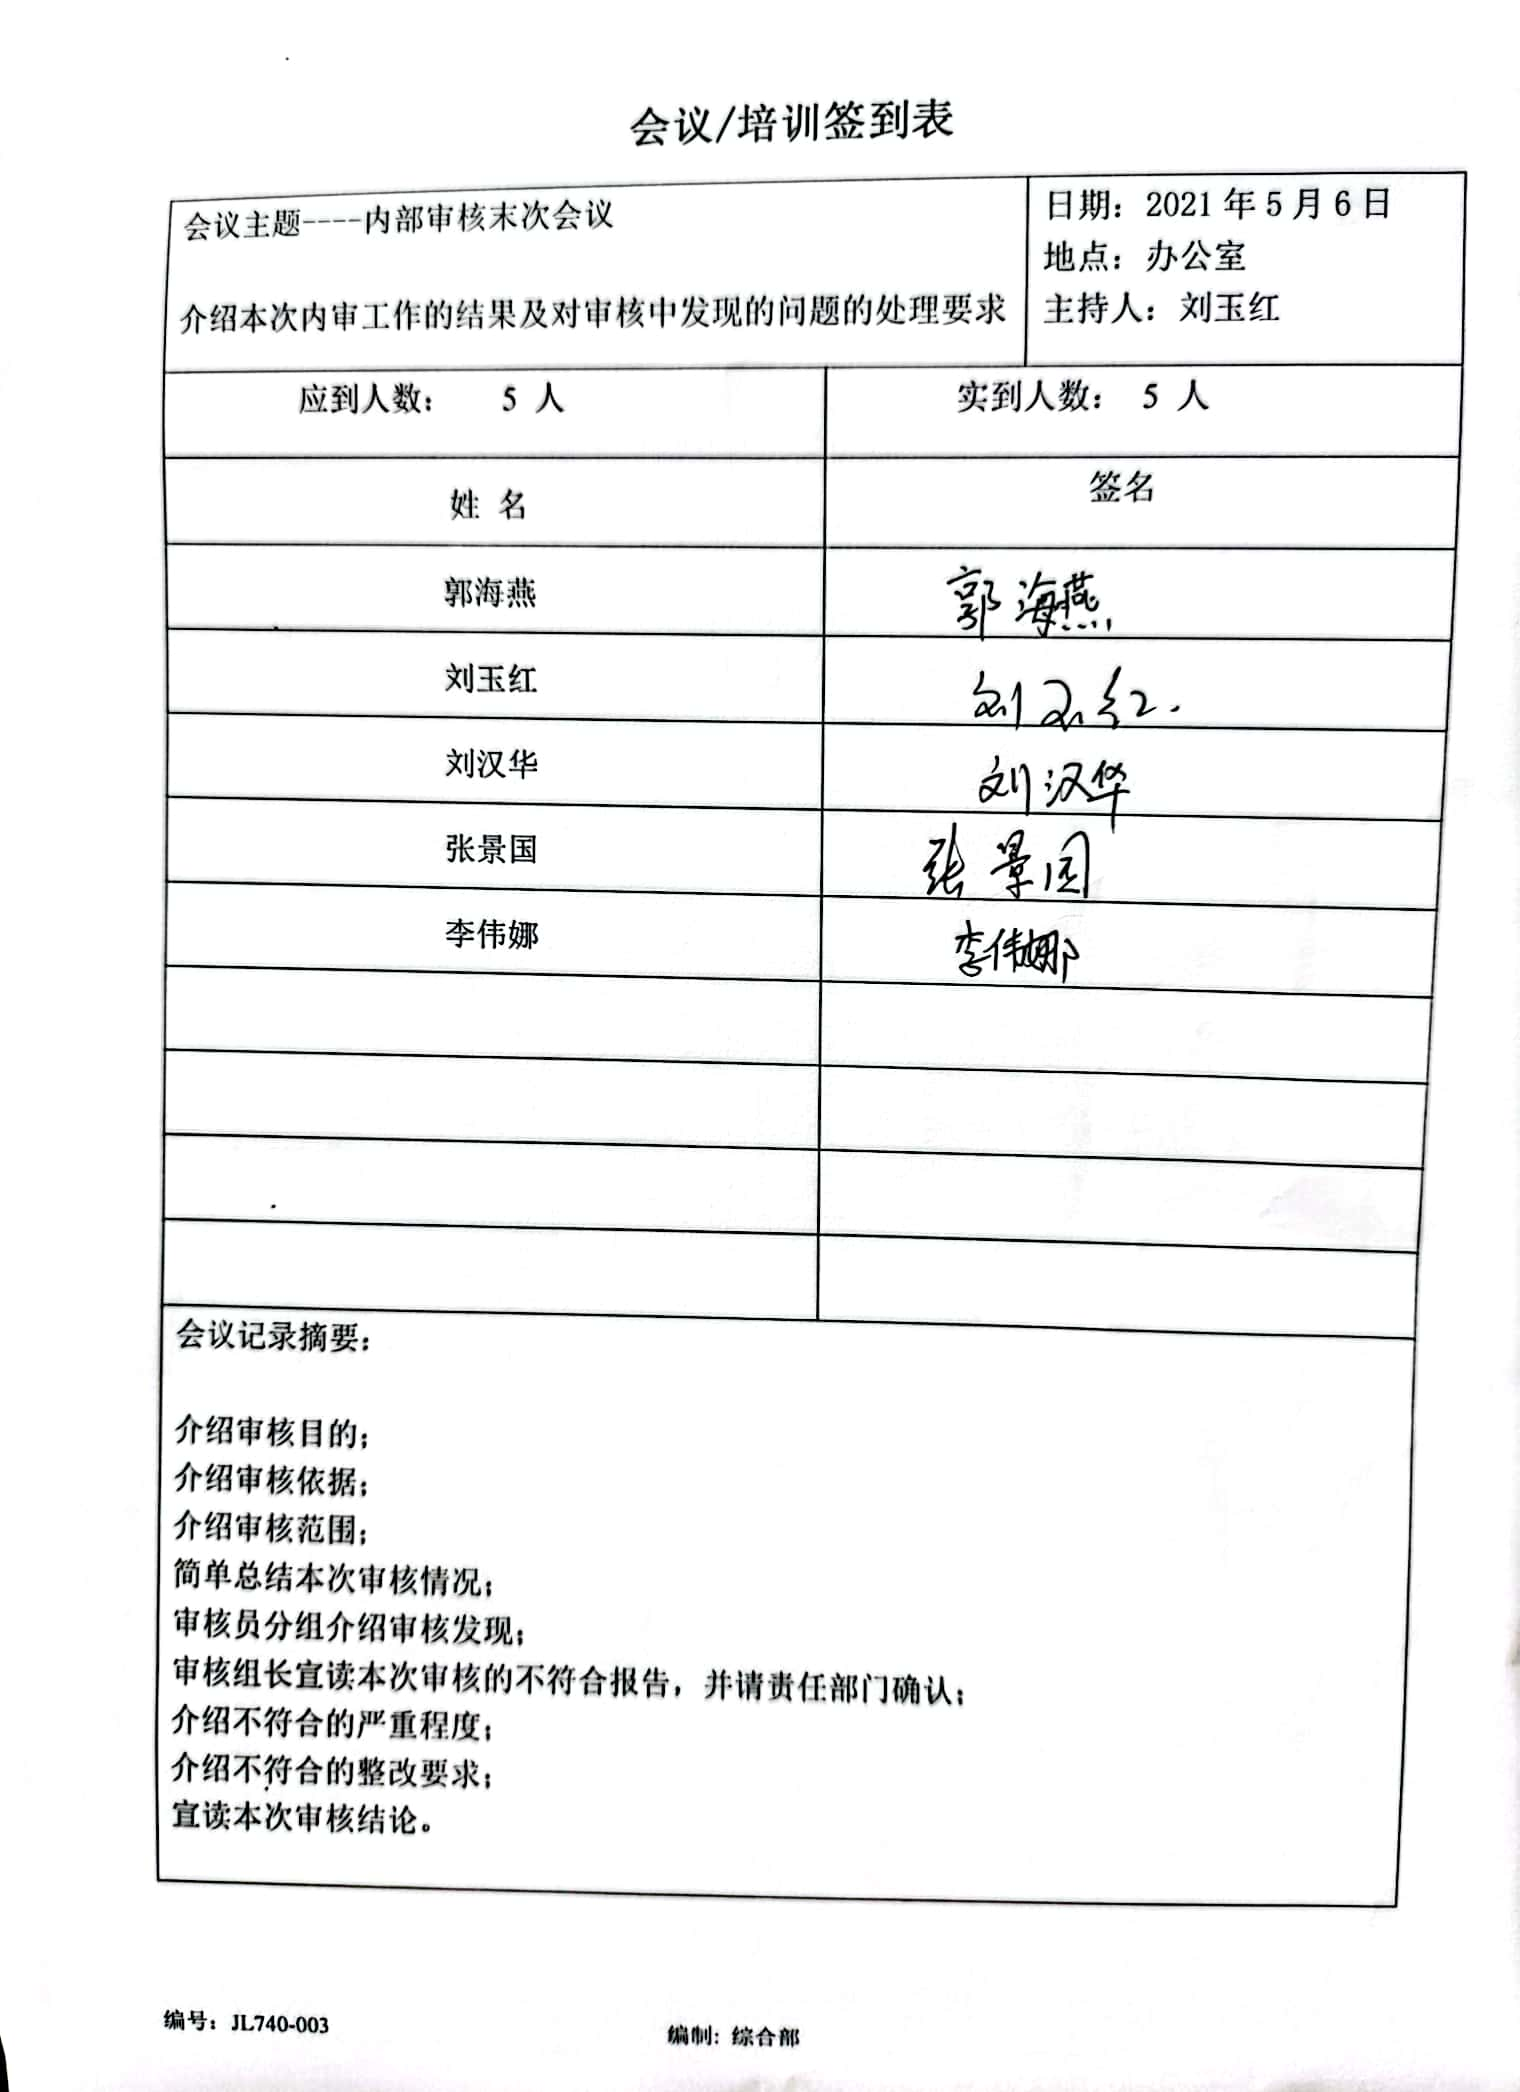 会议/培训签到表
会议主题----内部审核末次会议
介绍本次内审工作的结果及对审核中发现的问题的处理要求
日期：2021 年 5 月 6 日
地点：办公室
主持人：刘玉红
应到人数： 5 人
实到人数： 5 人
姓 名
签名
郭海燕
郭海燕
刘玉红
刘玉红.
刘汉华
刘汉华
张景国
张景国
李伟娜
李伟娜
会议记录摘要：
介绍审核目的；
介绍审核依据；
介绍审核范围；
简单总结本次审核情况；
审核员分组介绍审核发现；
审核组长宣读本次审核的不符合报告，并请责任部门确认；
介绍不符合的严重程度；
介绍不符合的整改要求；
宣读本次审核结论。
编号：JL740-003
编制：综合部